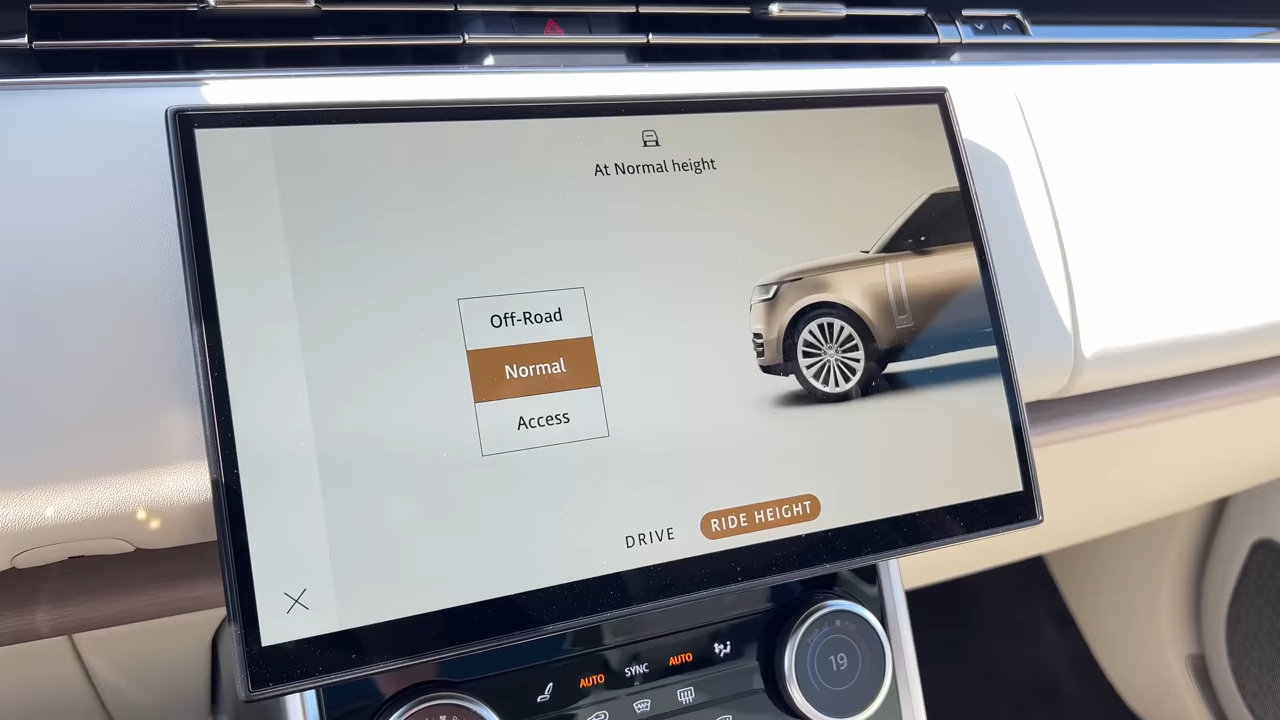 At Normal height
Off-Road
Normal
Access
DRIVE
RIDE HEIGHT
AUTO
SYNC
AUTO
19